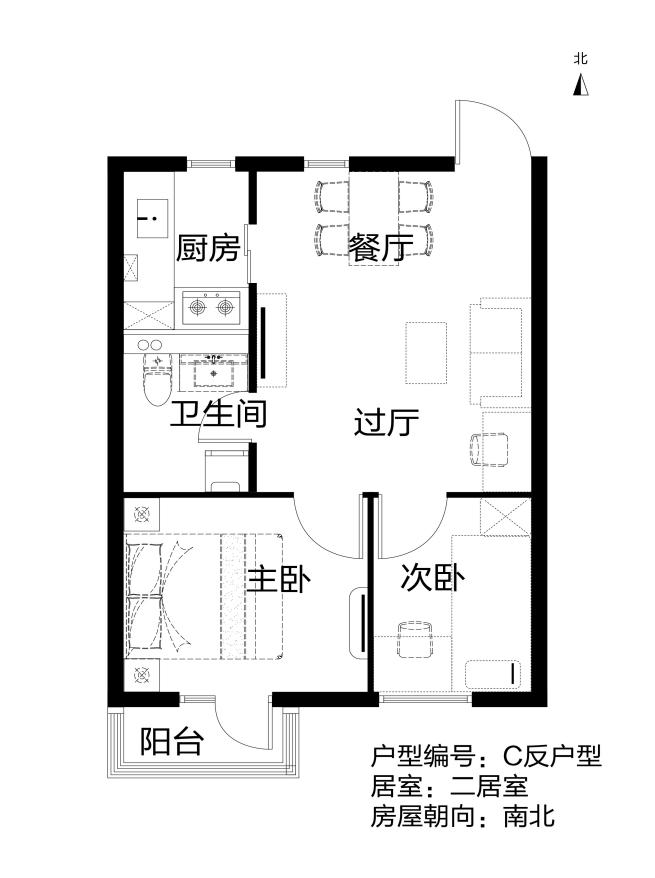 北
厨房
餐厅
卫生间
过厅
主卧
次卧
阳台
户型编号：C反户型
居室：二居室
房屋朝向：南北